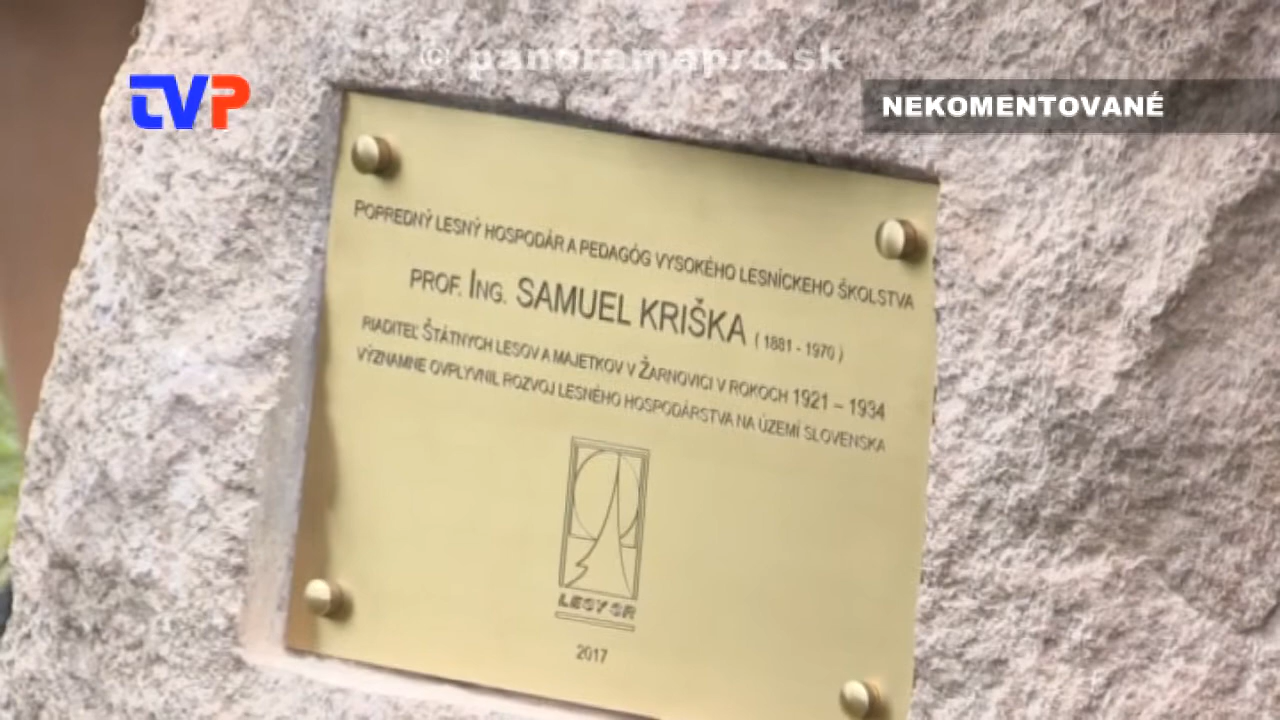 © panoramapro.sk
TVP
NEKOMENTOVANÉ
POPREDNÝ LESNÝ HOSPODÁR A PEDAGÓG VYSOKÉHO LESNÍCKEHO ŠKOLSTVA
PROF. ING. SAMUEL KRIŠKA ( 1881 - 1970 )
RIADITEĽ ŠTÁTNYCH LESOV A MAJETKOV V ŽARNOVICI V ROKOCH 1921 – 1934
VÝZNAMNE OVPLYVNIL ROZVOJ LESNÉHO HOSPODÁRSTVA NA ÚZEMÍ SLOVENSKA
LESY SR
2017